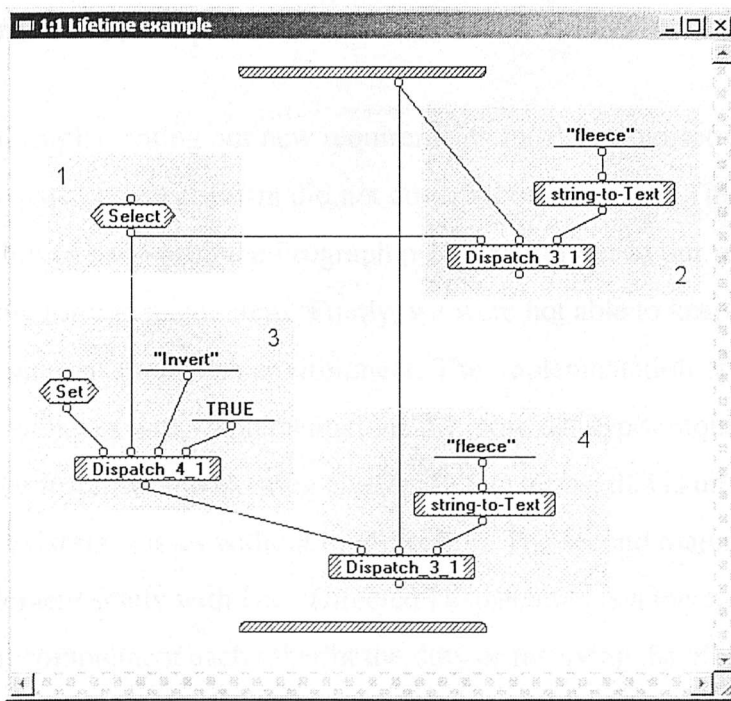 1:1 Lifetime example
"fleece"
1
Select
string-to-Text
Dispatch_3_1
2
3
"Invert"
Set
TRUE
"fleece"
4
Dispatch_4_1
string-to-Text
Dispatch_3_1